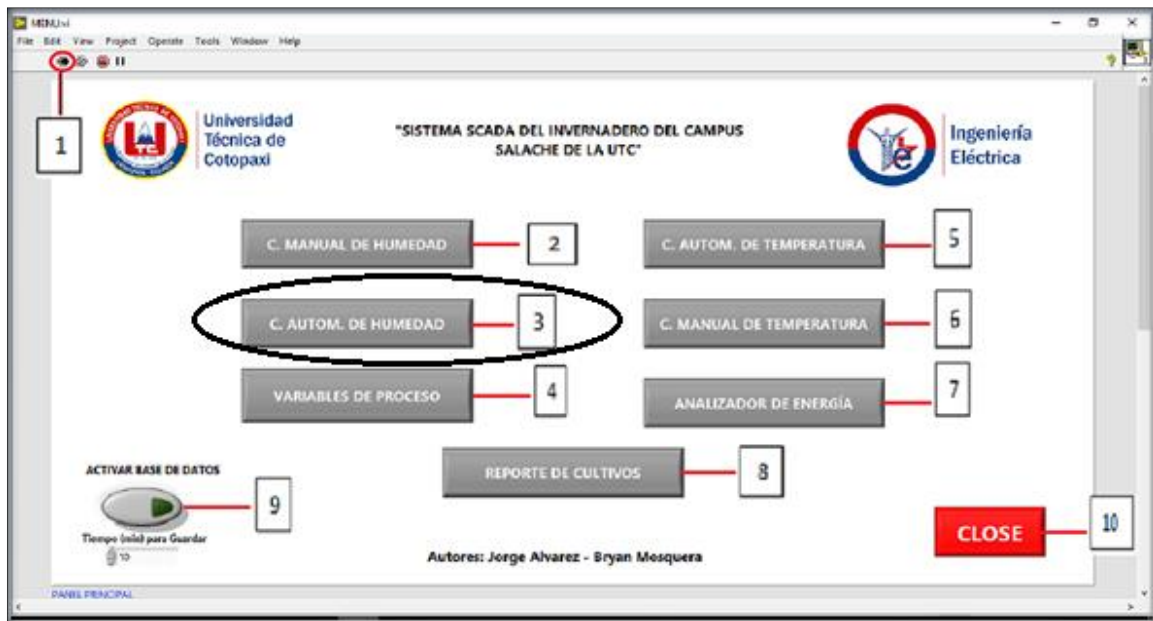 MENU.vi
File Edit View Project Operate Tools Window Help
1
Universidad
Técnica de
Cotopaxi
"SISTEMA SCADA DEL INVERNADERO DEL CAMPUS
SALACHE DE LA UTC"
Ingeniería
Eléctrica
C. MANUAL DE HUMEDAD
2
C. AUTOM. DE TEMPERATURA
5
C. AUTOM. DE HUMEDAD
3
C. MANUAL DE TEMPERATURA
6
VARIABLES DE PROCESO
4
ANALIZADOR DE ENERGÍA
7
REPORTE DE CULTIVOS
8
ACTIVAR BASE DE DATOS
9
Tiempo (min) para Guardar
10
CLOSE
10
Autores: Jorge Alvarez - Bryan Mosquera
PANEL PRINCIPAL